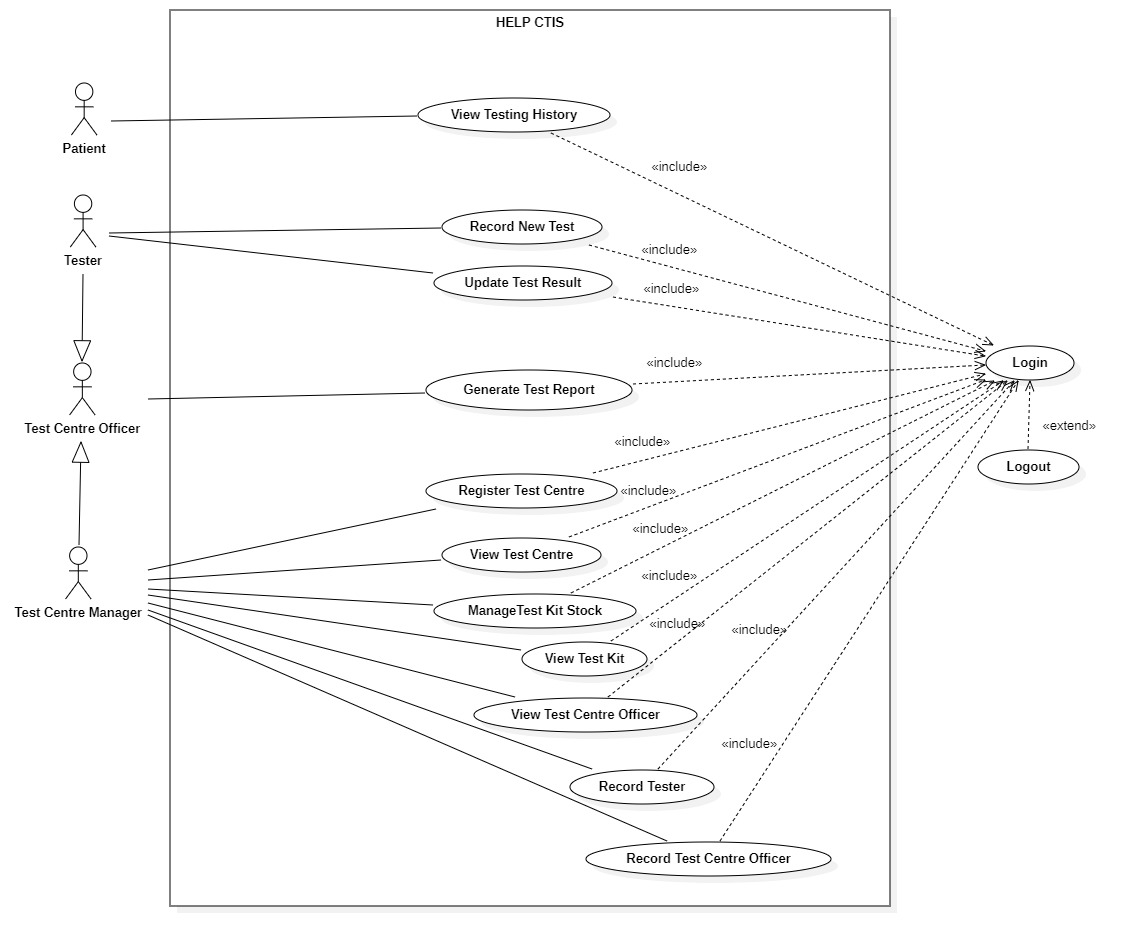 HELP CTIS
Patient
View Testing History
«include»
Tester
Record New Test
«include»
Update Test Result
«include»
Login
«include»
Generate Test Report
Test Centre Officer
«extend»
«include»
Logout
Register Test Centre
«include»
«include»
View Test Centre
«include»
Test Centre Manager
ManageTest Kit Stock
«include»
«include»
View Test Kit
View Test Centre Officer
«include»
Record Tester
Record Test Centre Officer